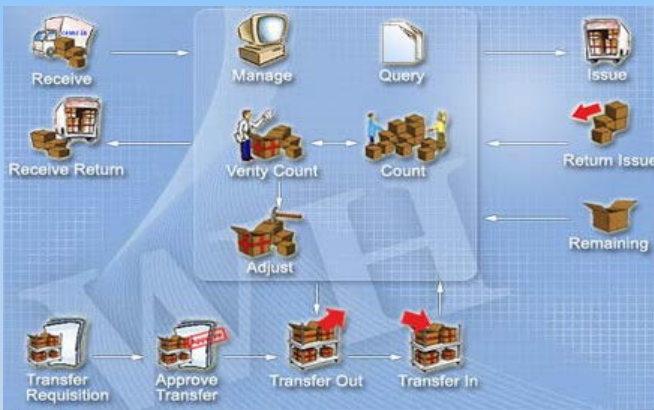 Receive
Manage
Query
Issue
Receive Return
Verity Count
Count
Return Issue
Adjust
Remaining
WH
Transfer
Requisition
Approve
Transfer
Transfer Out
Transfer In